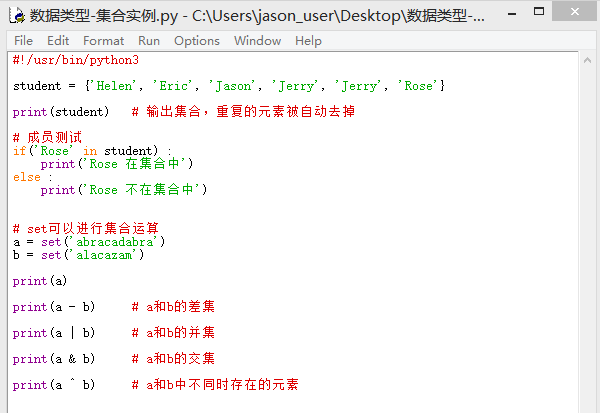 数据类型-集合实例.py - C:\Users\jason_user\Desktop\数据类型-...
File Edit Format Run Options Window Help
#!/usr/bin/python3
student = {'Helen', 'Eric', 'Jason', 'Jerry', 'Jerry', 'Rose'}
print(student) # 输出集合，重复的元素被自动去掉
# 成员测试
if('Rose' in student) :
print('Rose 在集合中')
else :
print('Rose 不在集合中')
# set可以进行集合运算
a = set('abracadabra')
b = set('alacazam')
print(a)
print(a - b) # a和b的差集
print(a | b) # a和b的并集
print(a & b) # a和b的交集
print(a ^ b) # a和b中不同时存在的元素